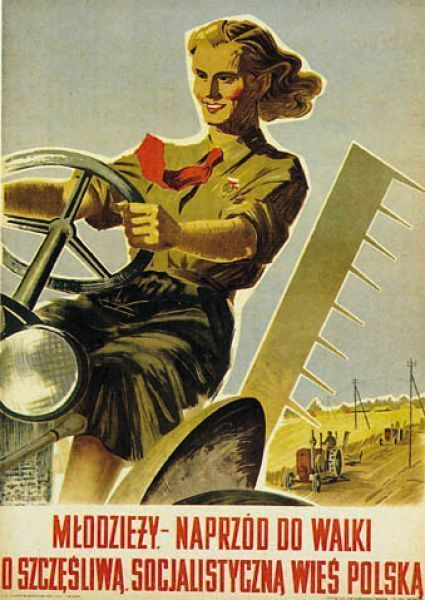 MŁODZIEŻY.- NAPRZÓD DO WALKI
O SZCZĘŚLIWĄ, SOCJALISTYCZNĄ WIEŚ POLSKĄ